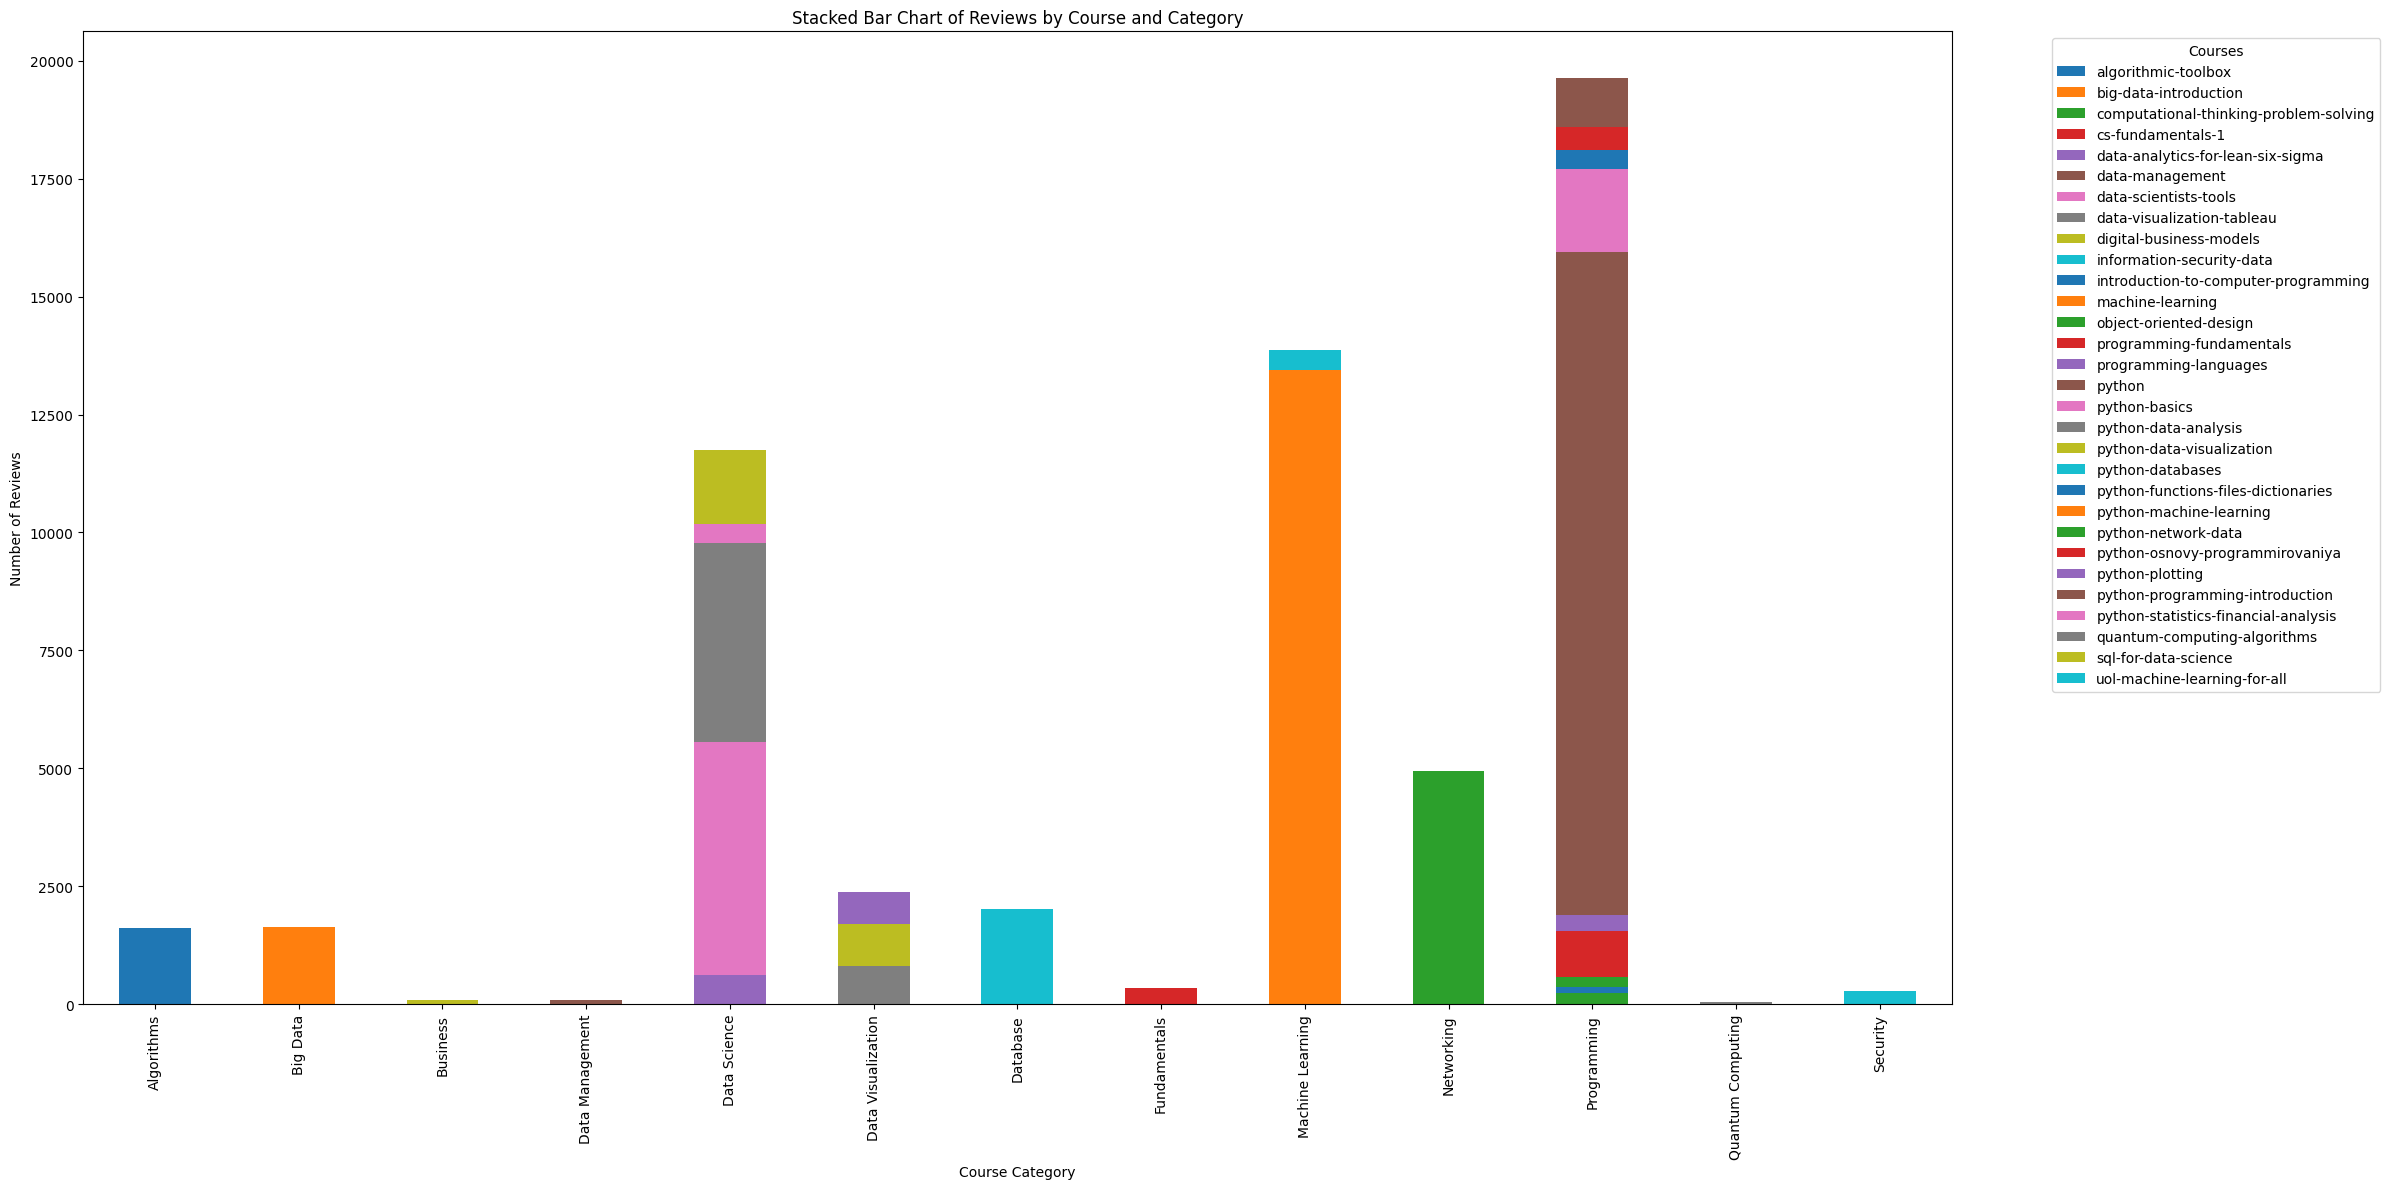 Stacked Bar Chart of Reviews by Course and Category
Number of Reviews
20000
17500
15000
12500
10000
7500
5000
2500
0
Algorithms
Big Data
Business
Data Management
Data Science
Data Visualization
Database
Fundamentals
Machine Learning
Networking
Programming
Quantum Computing
Security
Course Category
Courses
algorithmic-toolbox
big-data-introduction
computational-thinking-problem-solving
cs-fundamentals-1
data-analytics-for-lean-six-sigma
data-management
data-scientists-tools
data-visualization-tableau
digital-business-models
information-security-data
introduction-to-computer-programming
machine-learning
object-oriented-design
programming-fundamentals
programming-languages
python
python-basics
python-data-analysis
python-data-visualization
python-databases
python-functions-files-dictionaries
python-machine-learning
python-network-data
python-osnovy-programmirovaniya
python-plotting
python-programming-introduction
python-statistics-financial-analysis
quantum-computing-algorithms
sql-for-data-science
uol-machine-learning-for-all